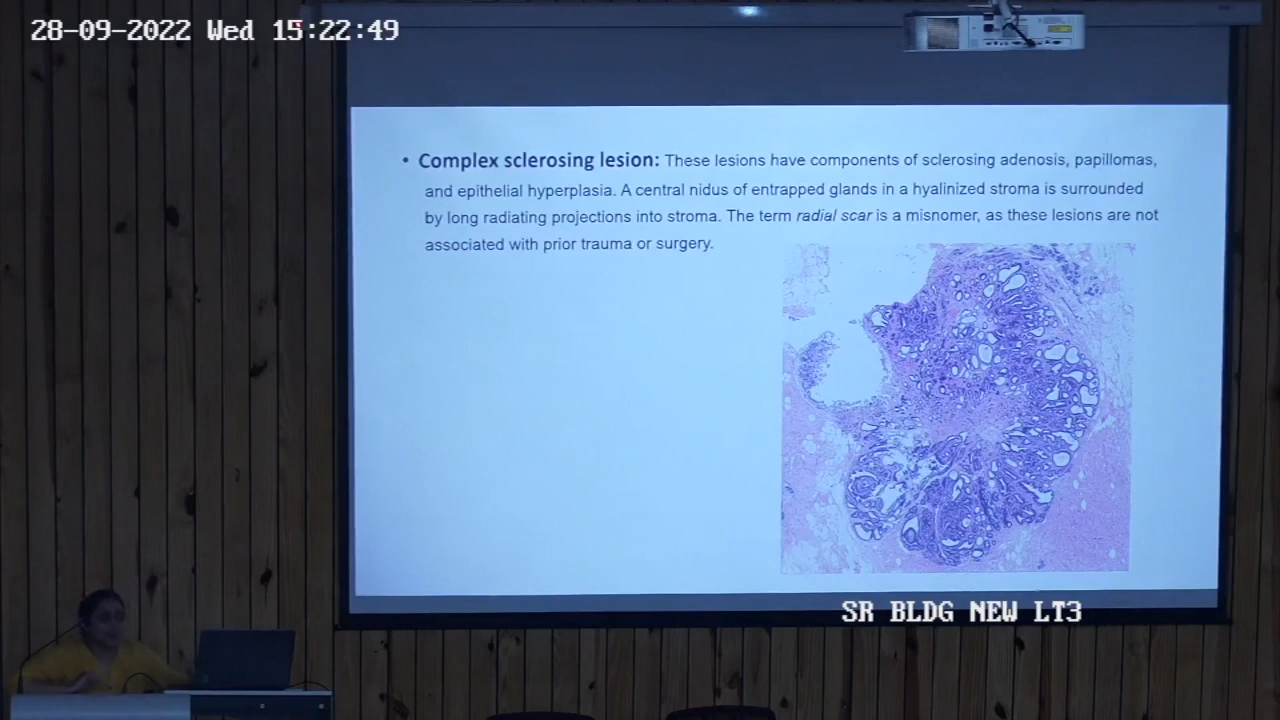 28-09-2022 Wed 15:22:49
• Complex sclerosing lesion: These lesions have components of sclerosing adenosis, papillomas,
and epithelial hyperplasia. A central nidus of entrapped glands in a hyalinized stroma is surrounded
by long radiating projections into stroma. The term radial scar is a misnomer, as these lesions are not
associated with prior trauma or surgery.
SR BLDG NEW LT3